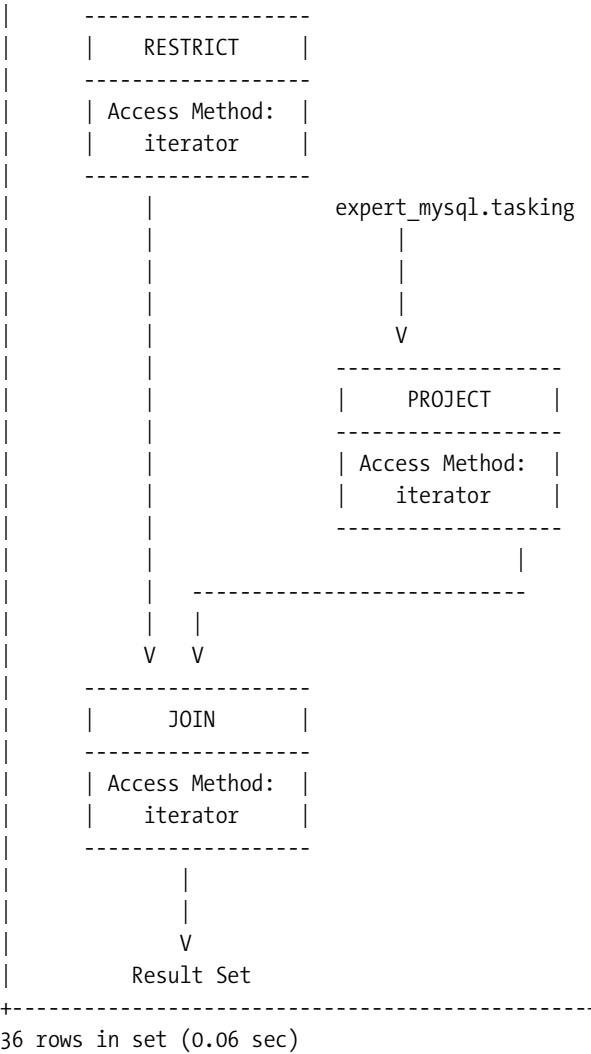 |      -------------------
|      |    RESTRICT     |
|      -------------------
|      | Access Method:  |
|      |    iterator     |
|      -------------------
|           |               expert_mysql.tasking
|           |                    |
|           |                    |
|           |                    |
|           |                    V
|           |               -------------------
|           |               |     PROJECT     |
|           |               -------------------
|           |               | Access Method:  |
|           |               |    iterator     |
|           |               -------------------
|           |                              |
|           |   ----------------------------
|           |   |
|           V   V
|      -------------------
|      |      JOIN       |
|      -------------------
|      | Access Method:  |
|      |    iterator     |
|      -------------------
|              |
|              |
|              V
|          Result Set
+-------------------------------------------------
36 rows in set (0.06 sec)